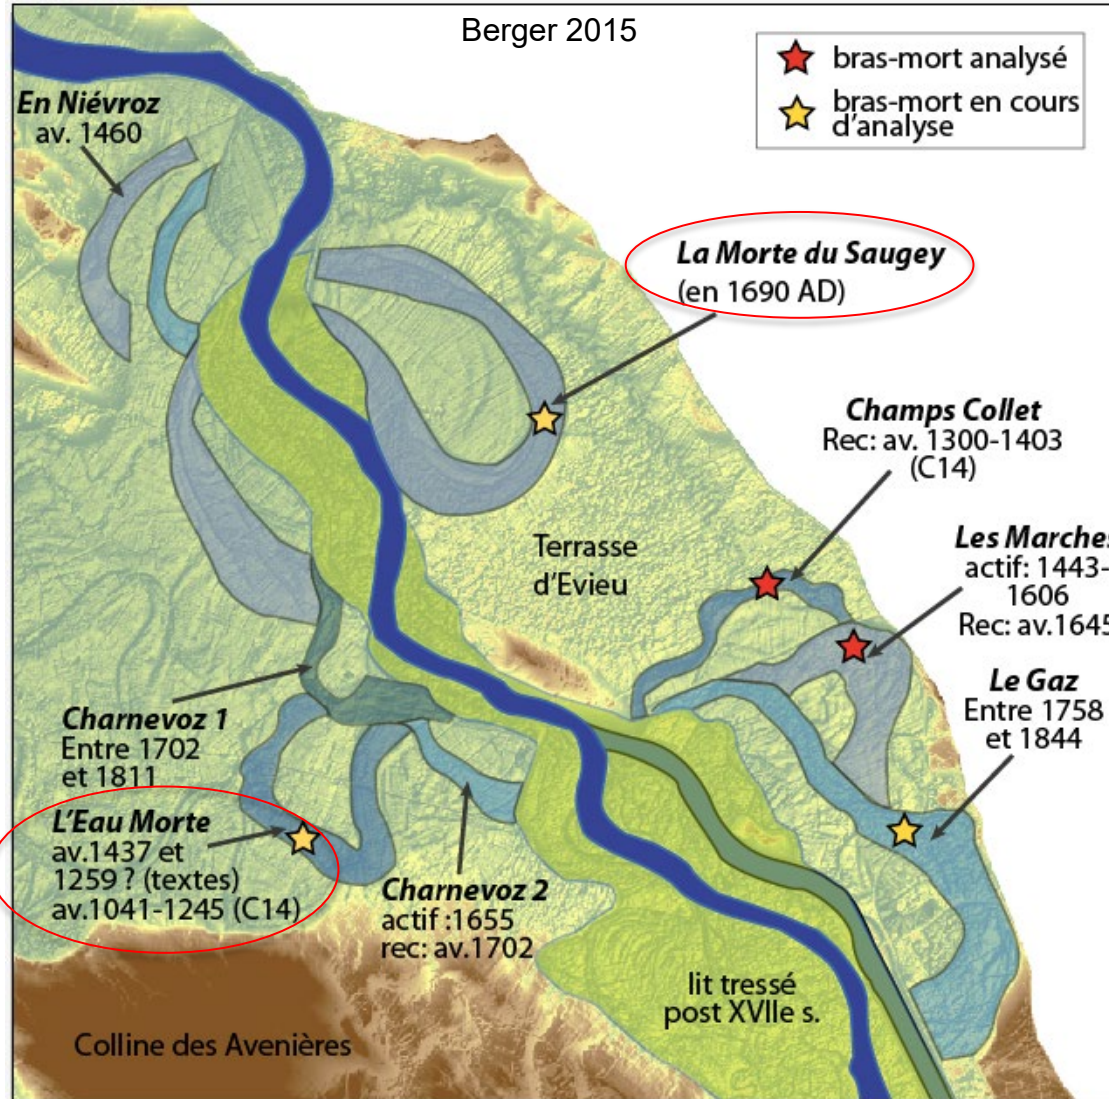 Berger 2015
bras-mort analysé
bras-mort en cours
d'analyse
En Niévroz
av. 1460
La Morte du Saugey
(en 1690 AD)
Champs Collet
Rec: av. 1300-1403
(C14)
Les Marches
actif: 1443-
1606
Rec: av.1645
Terrasse
d'Evieu
Le Gaz
Entre 1758
et 1844
Charnevoz 1
Entre 1702
et 1811
L'Eau Morte
av.1437 et
1259 ? (textes)
av.1041-1245 (C14)
Charnevoz 2
actif :1655
rec: av.1702
lit tressé
post XVIIe s.
Colline des Avenières